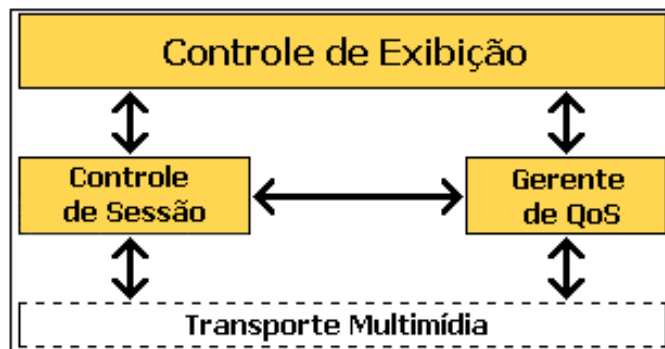 Controle de Exibição
Controle
de Sessão
Gerente
de QoS
Transporte Multimídia